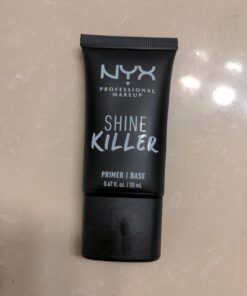 NYX
PROFESSIONAL
MAKEUP
SHINE
KILLER
PRIMER | BASE
0.67 fl. oz. / 20 mL